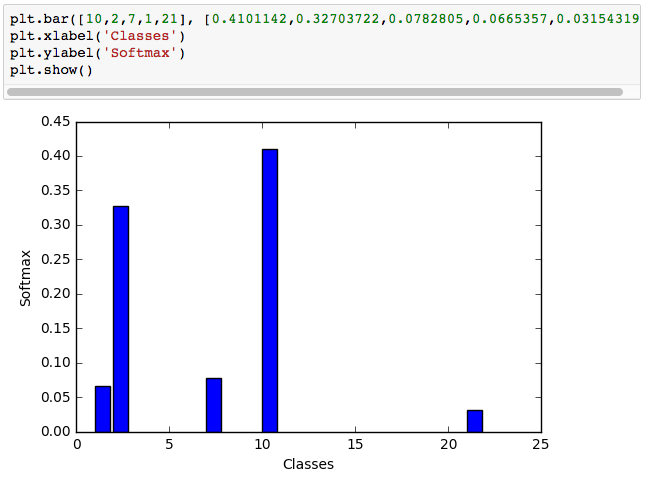 plt.bar([10,2,7,1,21], [0.4101142,0.32703722,0.0782805,0.0665357,0.03154319
plt.xlabel('Classes')
plt.ylabel('Softmax')
plt.show()
0.45
0.40
0.35
0.30
0.25
0.20
0.15
0.10
0.05
0.00
Softmax
0 5 10 15 20 25
Classes